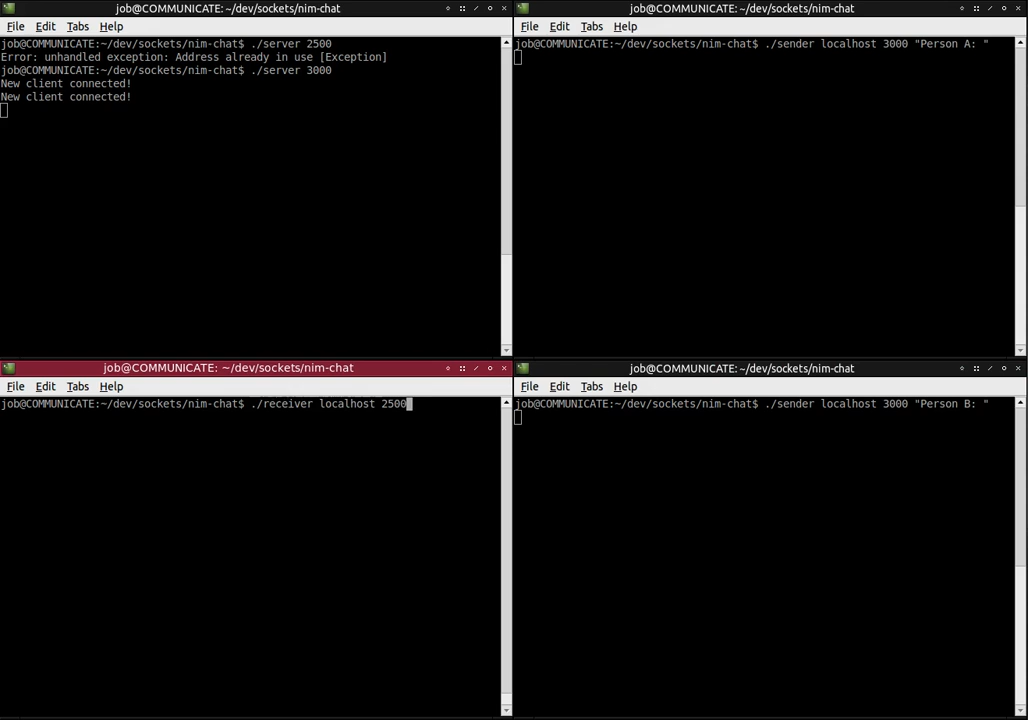 job@COMMUNICATE: ~/dev/sockets/nim-chat
File Edit Tabs Help
job@COMMUNICATE:~/dev/sockets/nim-chat$ ./server 2500
Error: unhandled exception: Address already in use [Exception]
job@COMMUNICATE:~/dev/sockets/nim-chat$ ./server 3000
New client connected!
New client connected!
job@COMMUNICATE: ~/dev/sockets/nim-chat
File Edit Tabs Help
job@COMMUNICATE:~/dev/sockets/nim-chat$ ./sender localhost 3000 "Person A: "
job@COMMUNICATE: ~/dev/sockets/nim-chat
File Edit Tabs Help
job@COMMUNICATE:~/dev/sockets/nim-chat$ ./receiver localhost 2500
job@COMMUNICATE: ~/dev/sockets/nim-chat
File Edit Tabs Help
job@COMMUNICATE:~/dev/sockets/nim-chat$ ./sender localhost 3000 "Person B: "